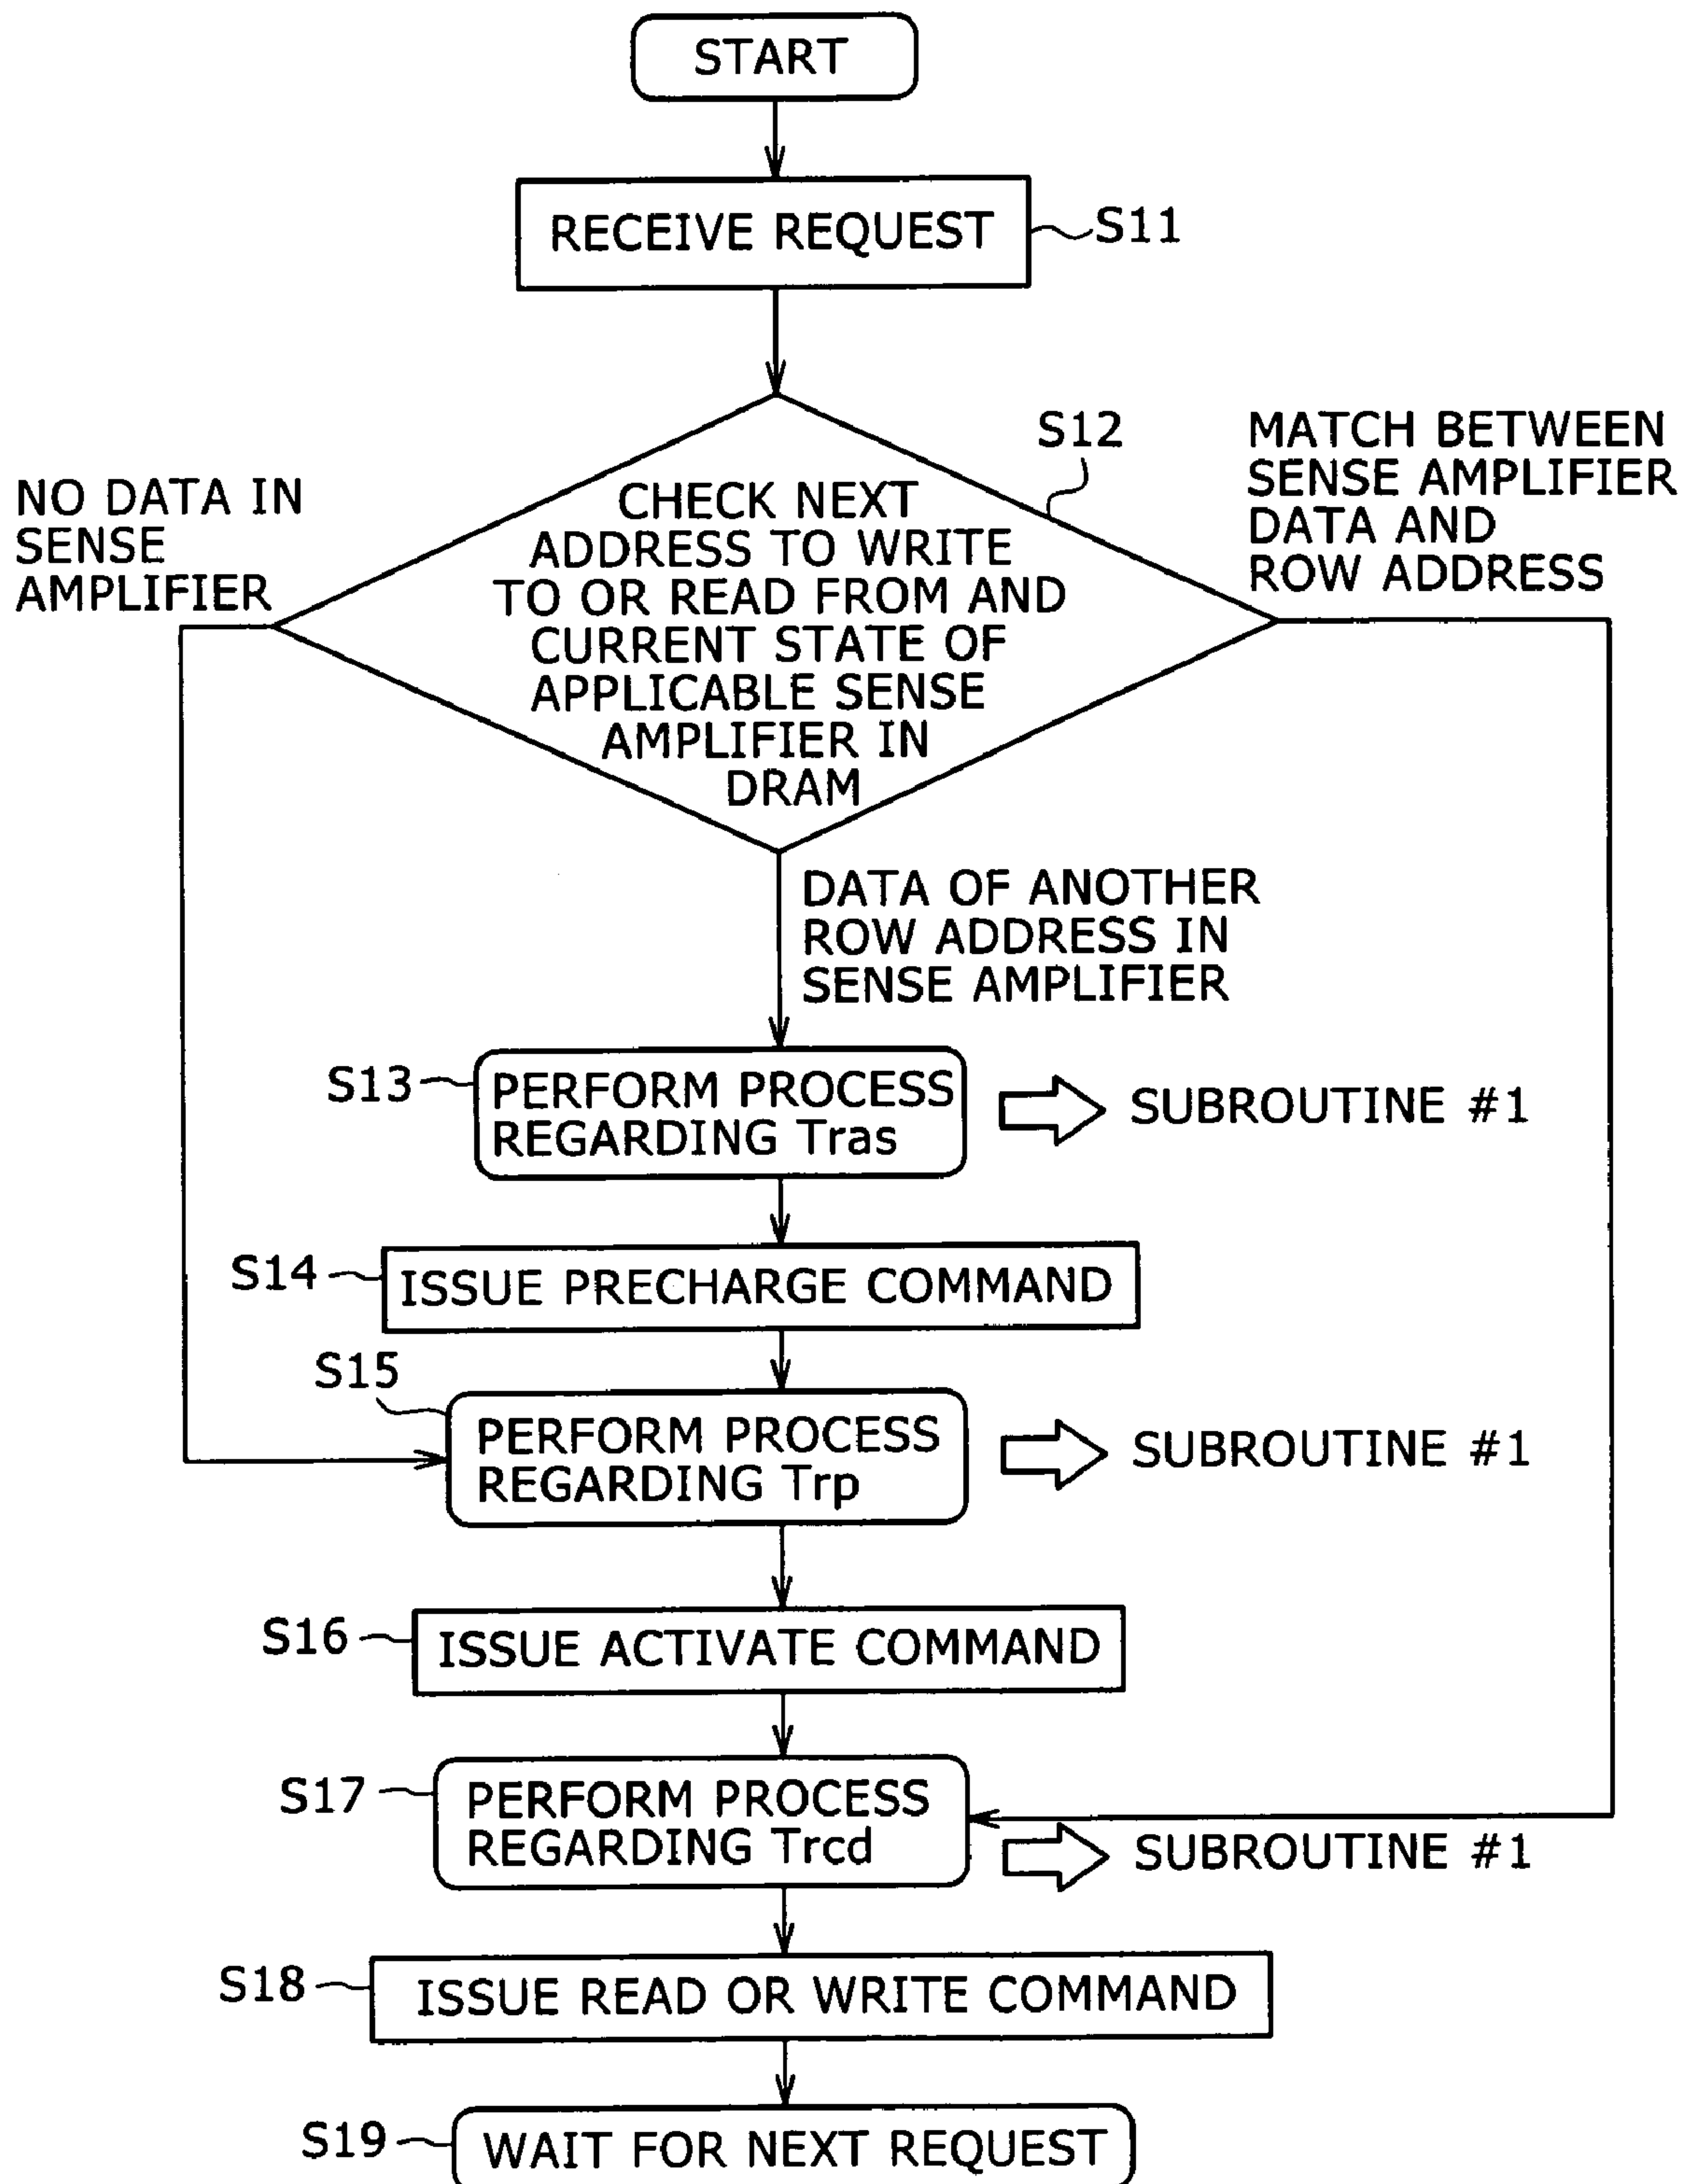 START
RECEIVE REQUEST
S11
S12
MATCH BETWEEN
SENSE AMPLIFIER
DATA AND
ROW ADDRESS
NO DATA IN
SENSE
AMPLIFIER
CHECK NEXT
ADDRESS TO WRITE
TO OR READ FROM AND
CURRENT STATE OF
APPLICABLE SENSE
AMPLIFIER IN
DRAM
DATA OF ANOTHER
ROW ADDRESS IN
SENSE AMPLIFIER
S13
PERFORM PROCESS
REGARDING Tras
SUBROUTINE #1
S14
ISSUE PRECHARGE COMMAND
S15
PERFORM PROCESS
REGARDING Trp
SUBROUTINE #1
S16
ISSUE ACTIVATE COMMAND
S17
PERFORM PROCESS
REGARDING Trcd
SUBROUTINE #1
S18
ISSUE READ OR WRITE COMMAND
S19
WAIT FOR NEXT REQUEST